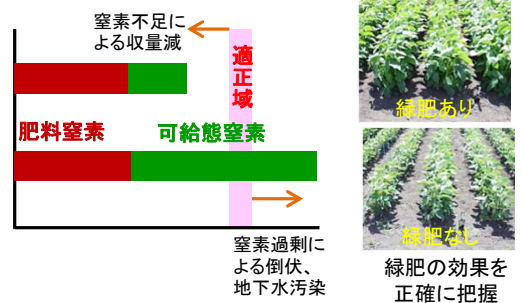 窒素不足に
よる収量減
適正域
肥料窒素
可給態窒素
窒素過剰に
よる倒伏、
地下水汚染
緑肥あり
緑肥なし
緑肥の効果を
正確に把握